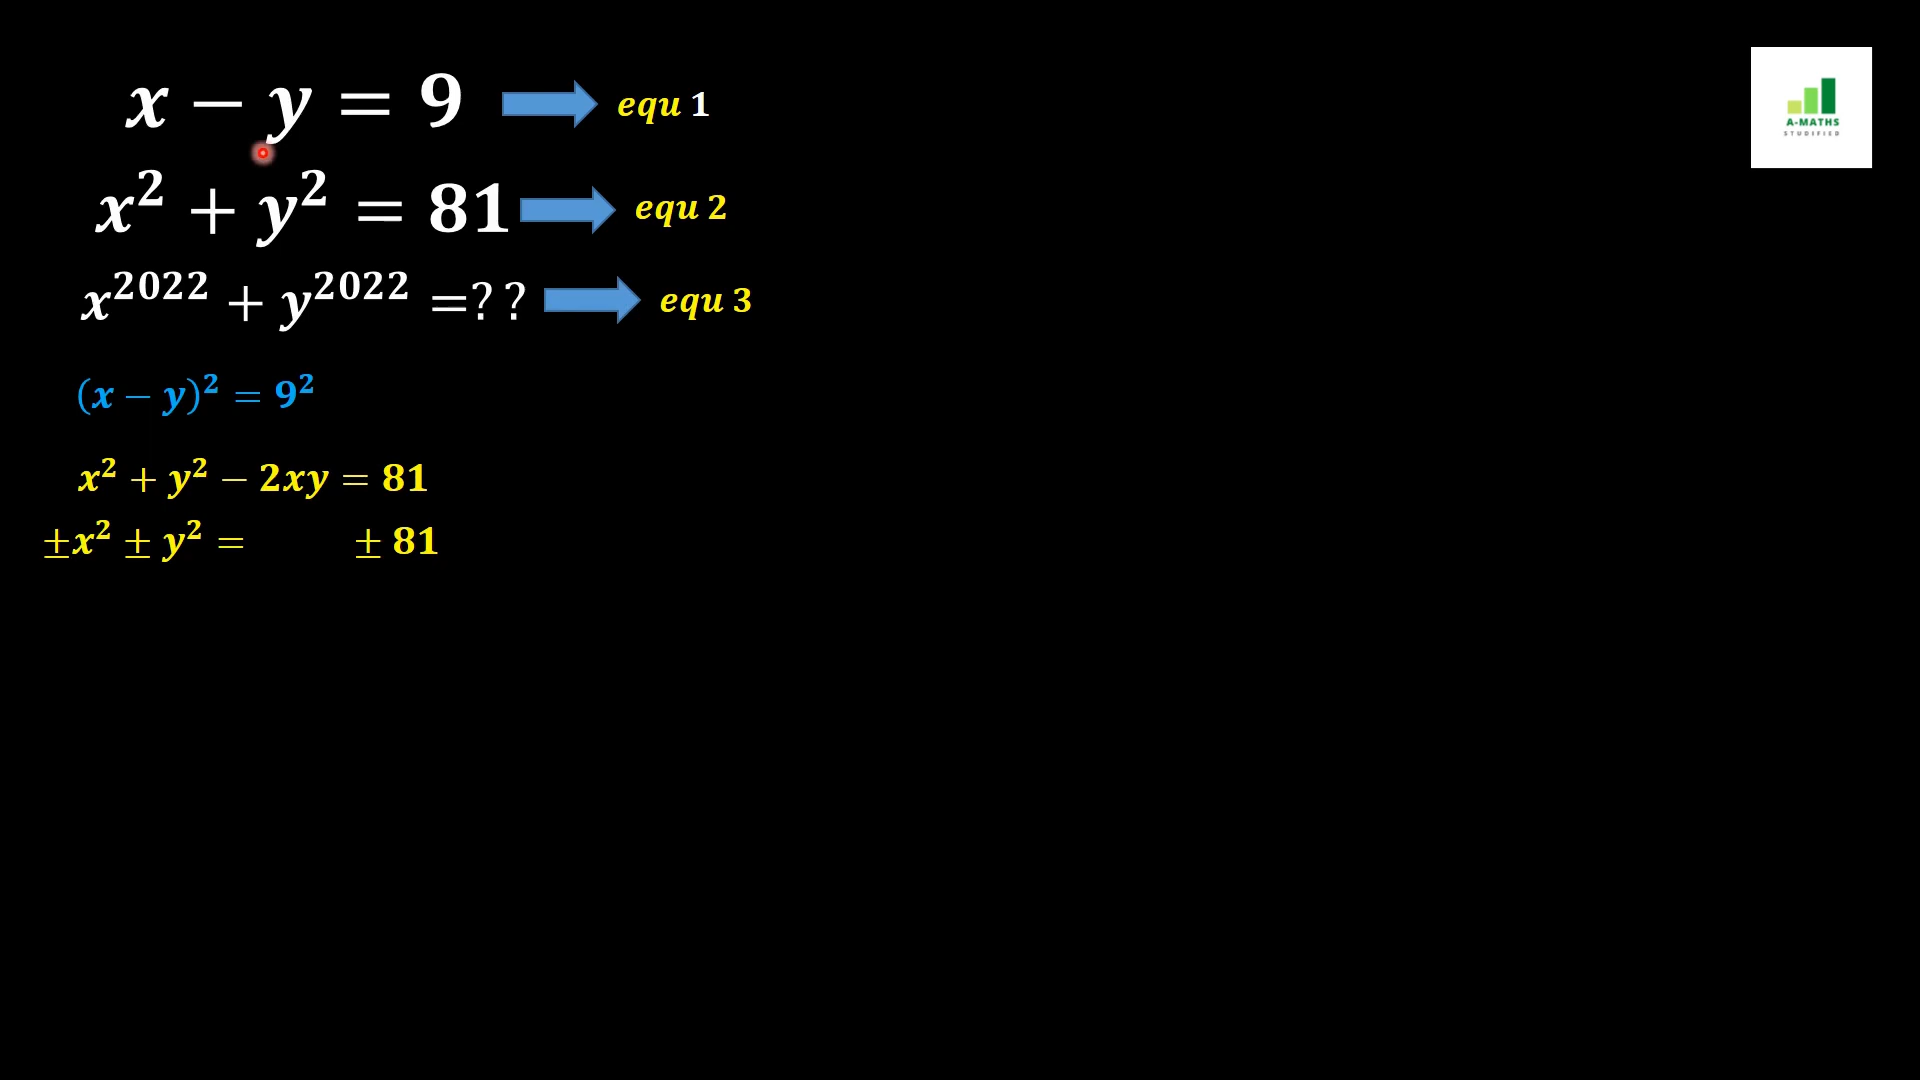 x − y = 9 equ 1
x² + y² = 81 equ 2
x²⁰²² + y²⁰²² =?? equ 3
(x − y)² = 9²
x² + y² − 2xy = 81
±x² ± y² = ± 81
A-MATHS
STUDIFIED